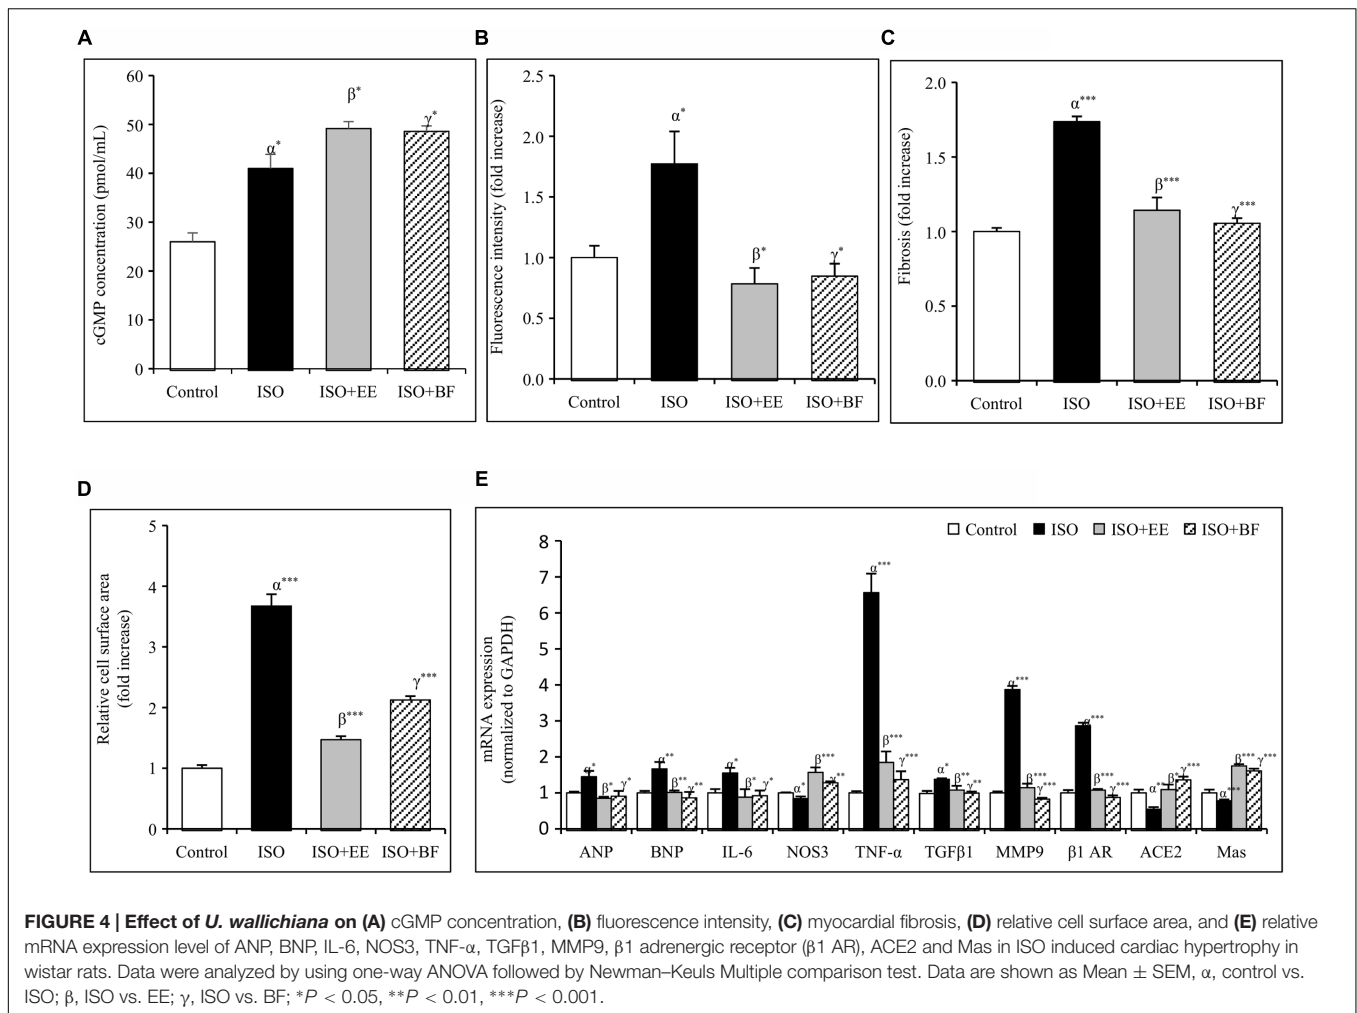 A
cGMP concentration (pmol/mL)
60
50
40
30
20
10
0
α*
β*
γ*
Control ISO ISO+EE ISO+BF
B
Fluorescence intensity (fold increase)
2.5
2.0
1.5
1.0
0.5
0.0
α*
β*
γ*
Control ISO ISO+EE ISO+BF
C
Fibrosis (fold increase)
2.0
1.5
1.0
0.5
0.0
α***
β***
γ***
Control ISO ISO+EE ISO+BF
D
Relative cell surface area
(fold increase)
5
4
3
2
1
0
α***
β***
γ***
Control ISO ISO+EE ISO+BF
E
Control ISO ISO+EE ISO+BF
mRNA expression
(normalized to GAPDH)
8
7
6
5
4
3
2
1
0
α* β* γ*
α** β** γ**
α* β* γ*
α* β*** γ**
α*** β*** γ***
α* β** γ**
α*** β*** γ***
α*** β*** γ***
α** β* γ***
α*** β*** γ***
ANP BNP IL-6 NOS3 TNF-α TGFβ1 MMP9 β1 AR ACE2 Mas
FIGURE 4 | Effect of U. wallichiana on (A) cGMP concentration, (B) fluorescence intensity, (C) myocardial fibrosis, (D) relative cell surface area, and (E) relative
mRNA expression level of ANP, BNP, IL-6, NOS3, TNF-α, TGFβ1, MMP9, β1 adrenergic receptor (β1 AR), ACE2 and Mas in ISO induced cardiac hypertrophy in
wistar rats. Data were analyzed by using one-way ANOVA followed by Newman–Keuls Multiple comparison test. Data are shown as Mean ± SEM, α, control vs.
ISO; β, ISO vs. EE; γ, ISO vs. BF; *P < 0.05, **P < 0.01, ***P < 0.001.